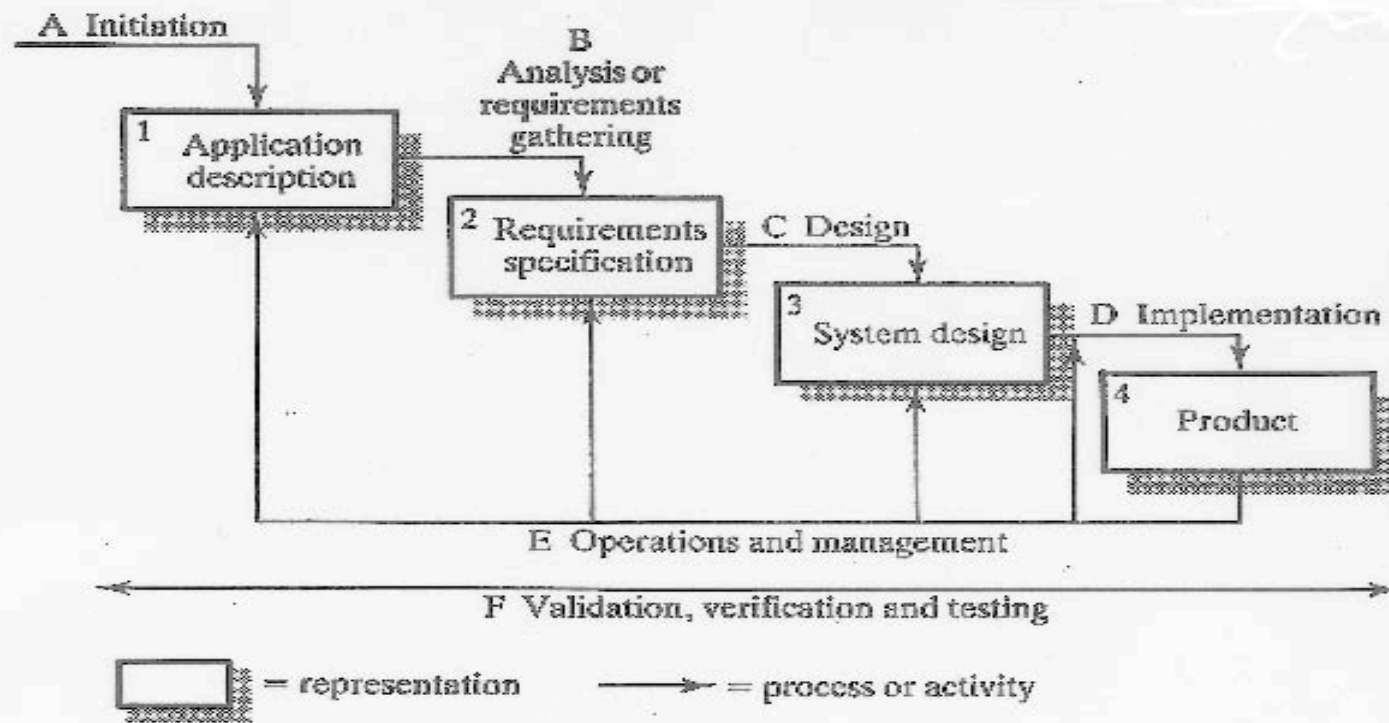 A Initiation
B
Analysis or
requirements
gathering
1 Application
description
2 Requirements
specification
C Design
3 System design
D Implementation
4 Product
E Operations and management
F Validation, verification and testing
= representation
= process or activity